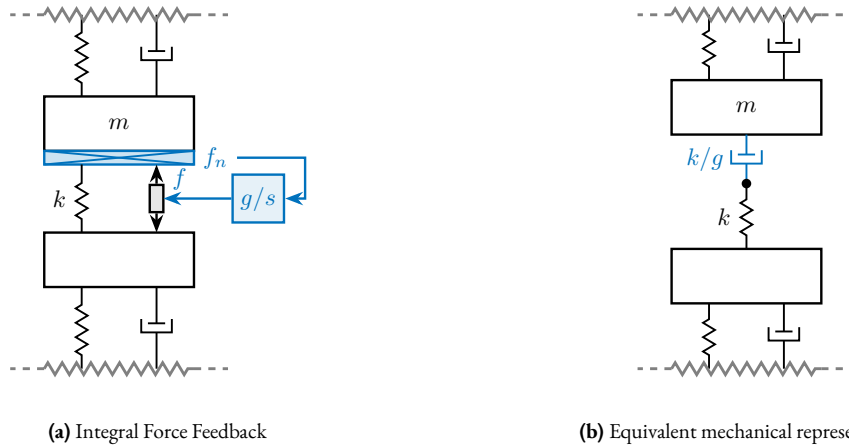 m
f_n
f
k
g/s
(a) Integral Force Feedback
m
k/g
k
(b) Equivalent mechanical represe